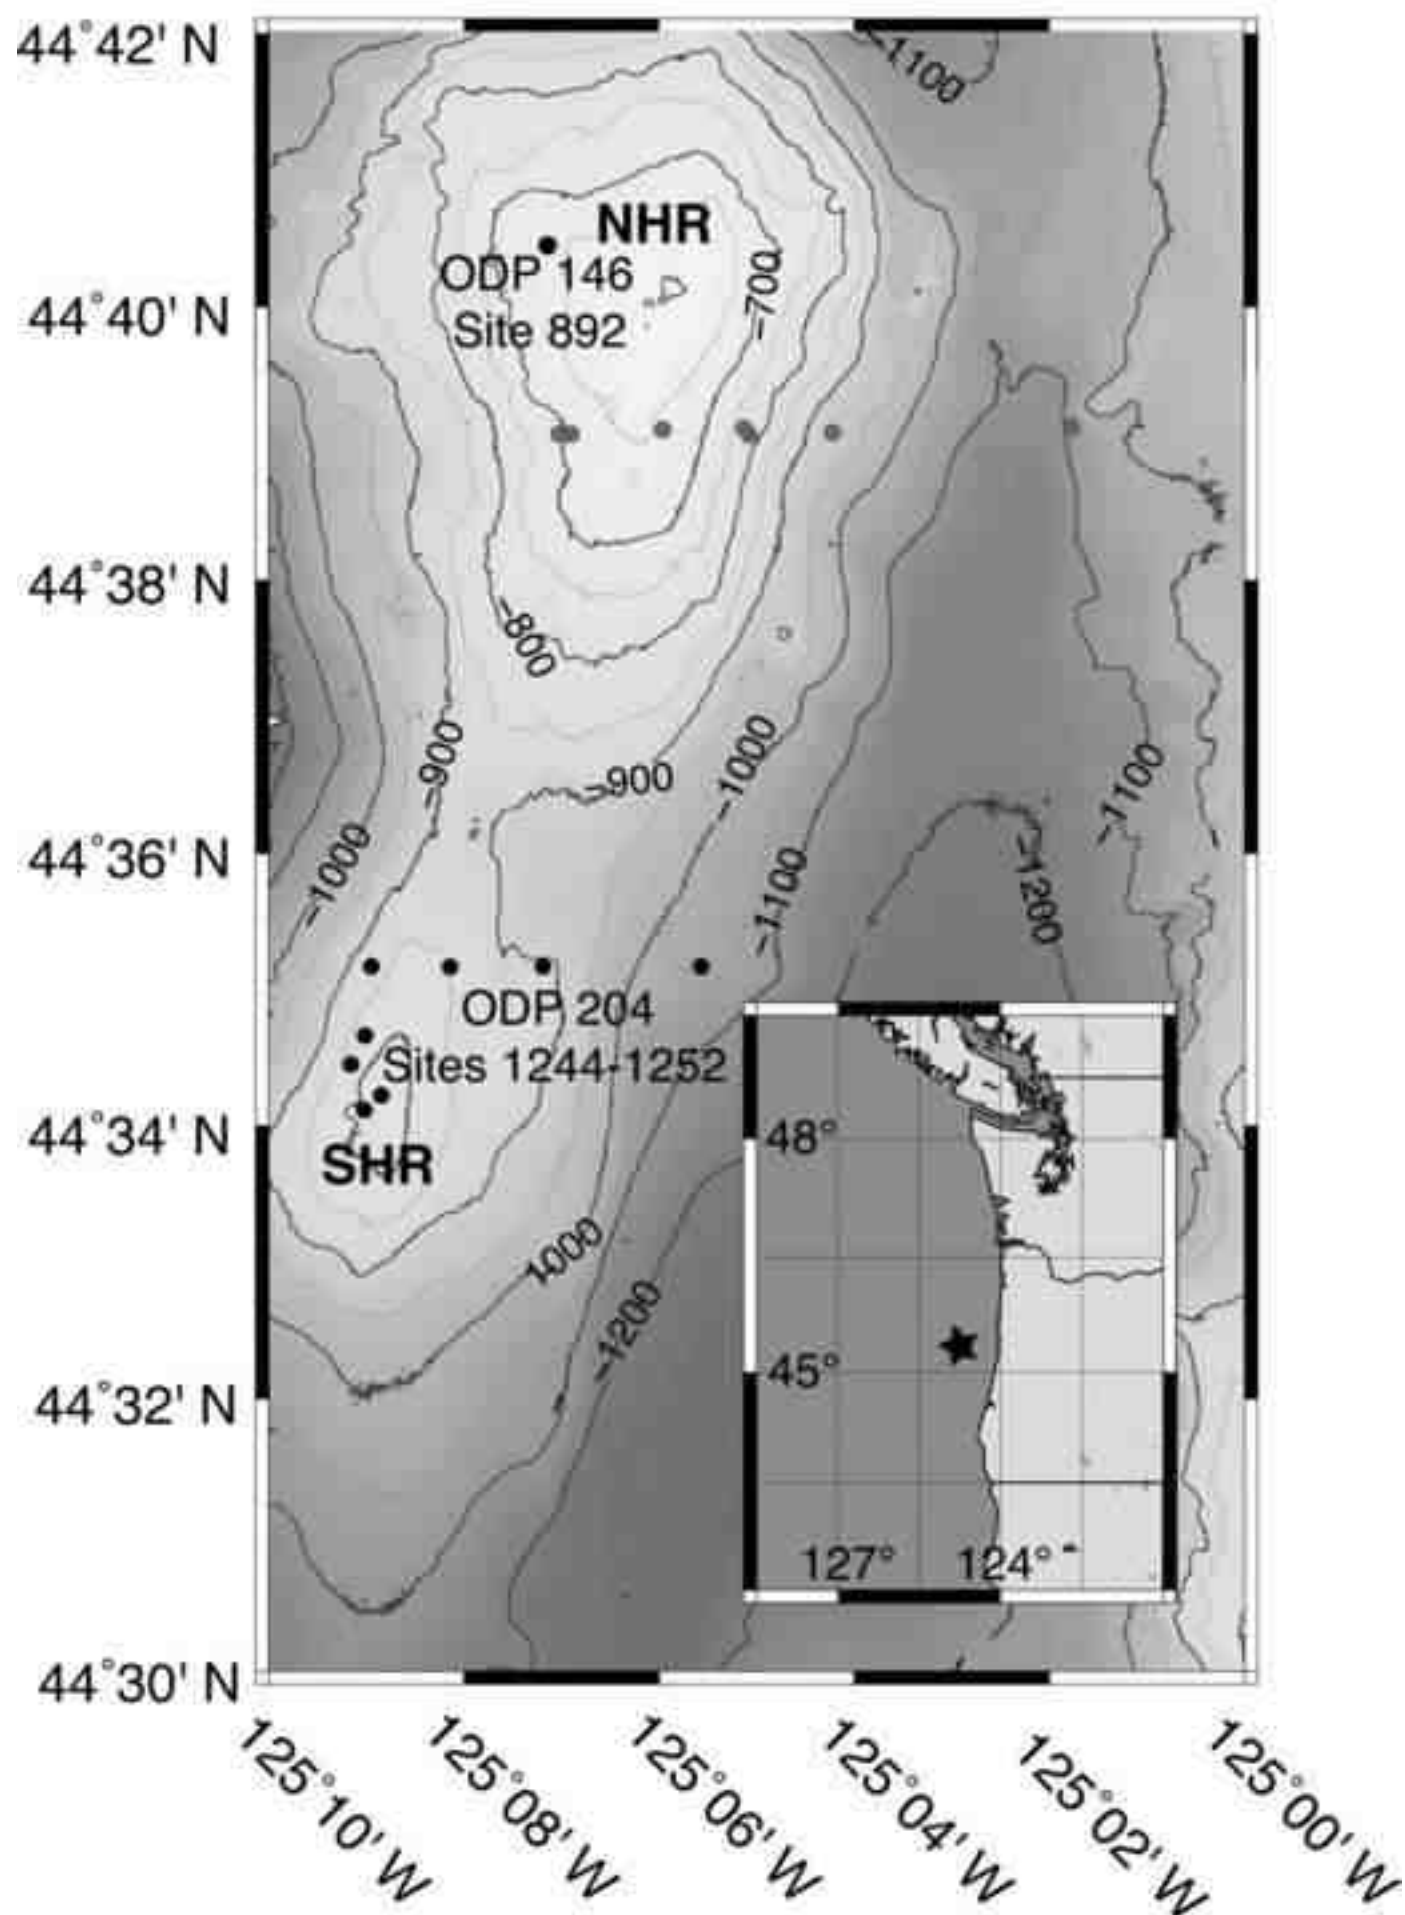 44°42' N
-1100
NHR
ODP 146
Site 892
-700
44°40' N
44°38' N
-800
-900
-900
-1000
-1100
44°36' N
-1000
-1100
-1200
ODP 204
Sites 1244-1252
44°34' N
SHR
48°
1000
-1200
45°
44°32' N
127°
124°
44°30' N
125°10' W
125°08' W
125°06' W
125°04' W
125°02' W
125°00' W